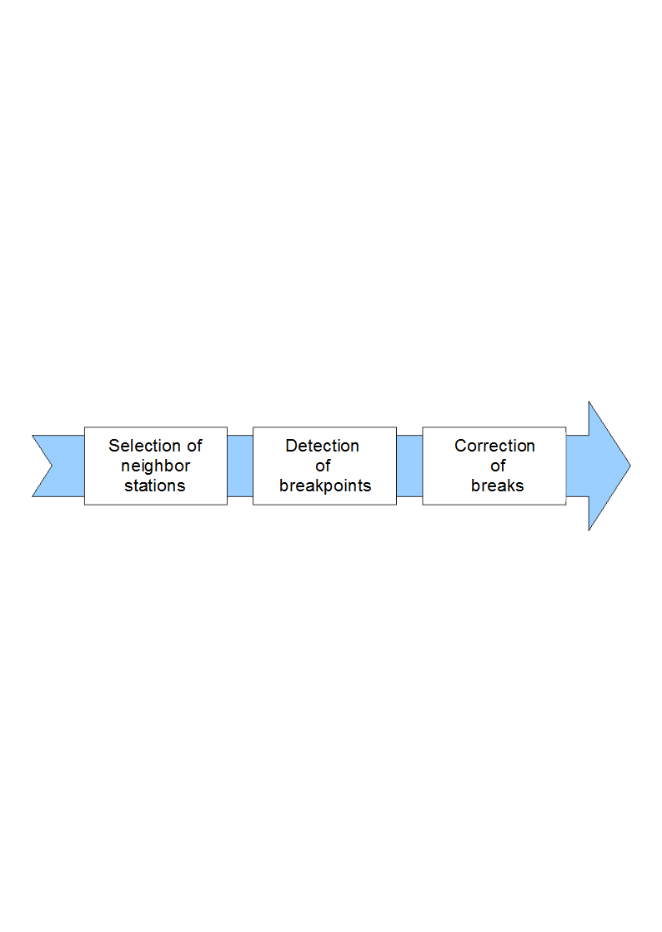 Selection of
neighbor
stations
Detection
of
breakpoints
Correction
of
breaks